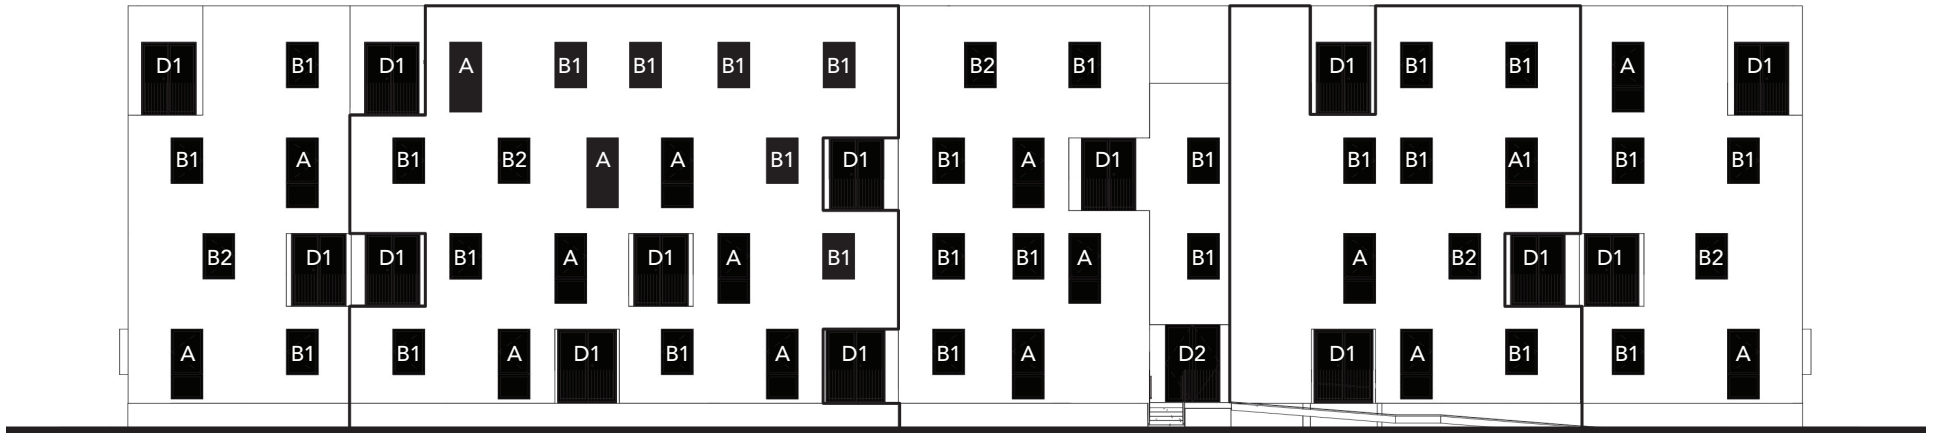 D1 B1 D1 A B1 B1 B1 B1 B2 B1 D1 B1 B1 A D1
B1 A B1 B2 A A B1 D1 B1 A D1 B1 B1 B1 A1 B1 B1
B2 D1 D1 B1 A D1 A B1 B1 B1 A B1 A B2 D1 D1 B2
A B1 B1 A D1 B1 A D1 B1 A D2 D1 A B1 B1 A